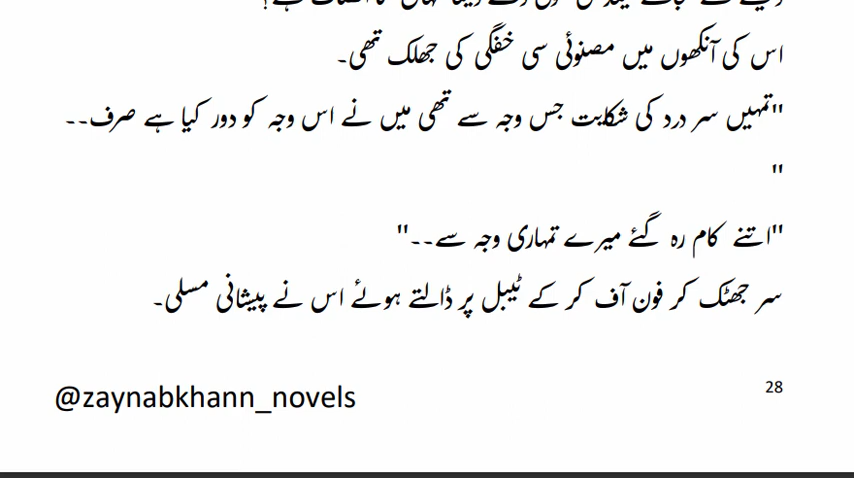 اس کی آنکھوں میں مصنوئی سی خفگی کی جھلک تھی۔
"تمہیں سر درد کی شکایت جس وجہ سے تھی میں نے اس وجہ کو دور کیا ہے صرف۔۔
"
"اتنے کام رہ گئے میرے تمہاری وجہ سے۔۔"
سر جھٹک کر فون آف کر کے ٹیبل پر ڈالتے ہوئے اس نے پیشانی مسلی۔
28
@zaynabkhann_novels